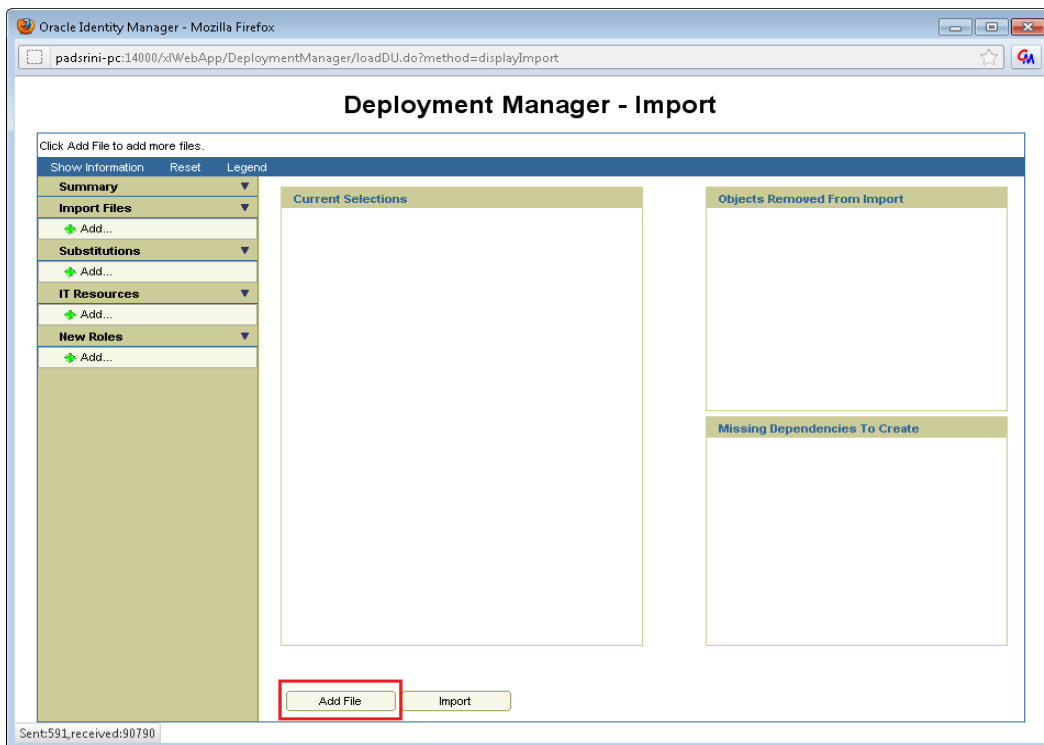 Oracle Identity Manager - Mozilla Firefox
padsrini-pc:14000/xlWebApp/DeploymentManager/loadDU.do?method=displayImport
Deployment Manager - Import
Click Add File to add more files.
Show Information Reset Legend
Summary
Import Files
Add...
Substitutions
Add...
IT Resources
Add...
New Roles
Add...
Current Selections
Objects Removed From Import
Missing Dependencies To Create
Add File Import
Sent:591,received:90790